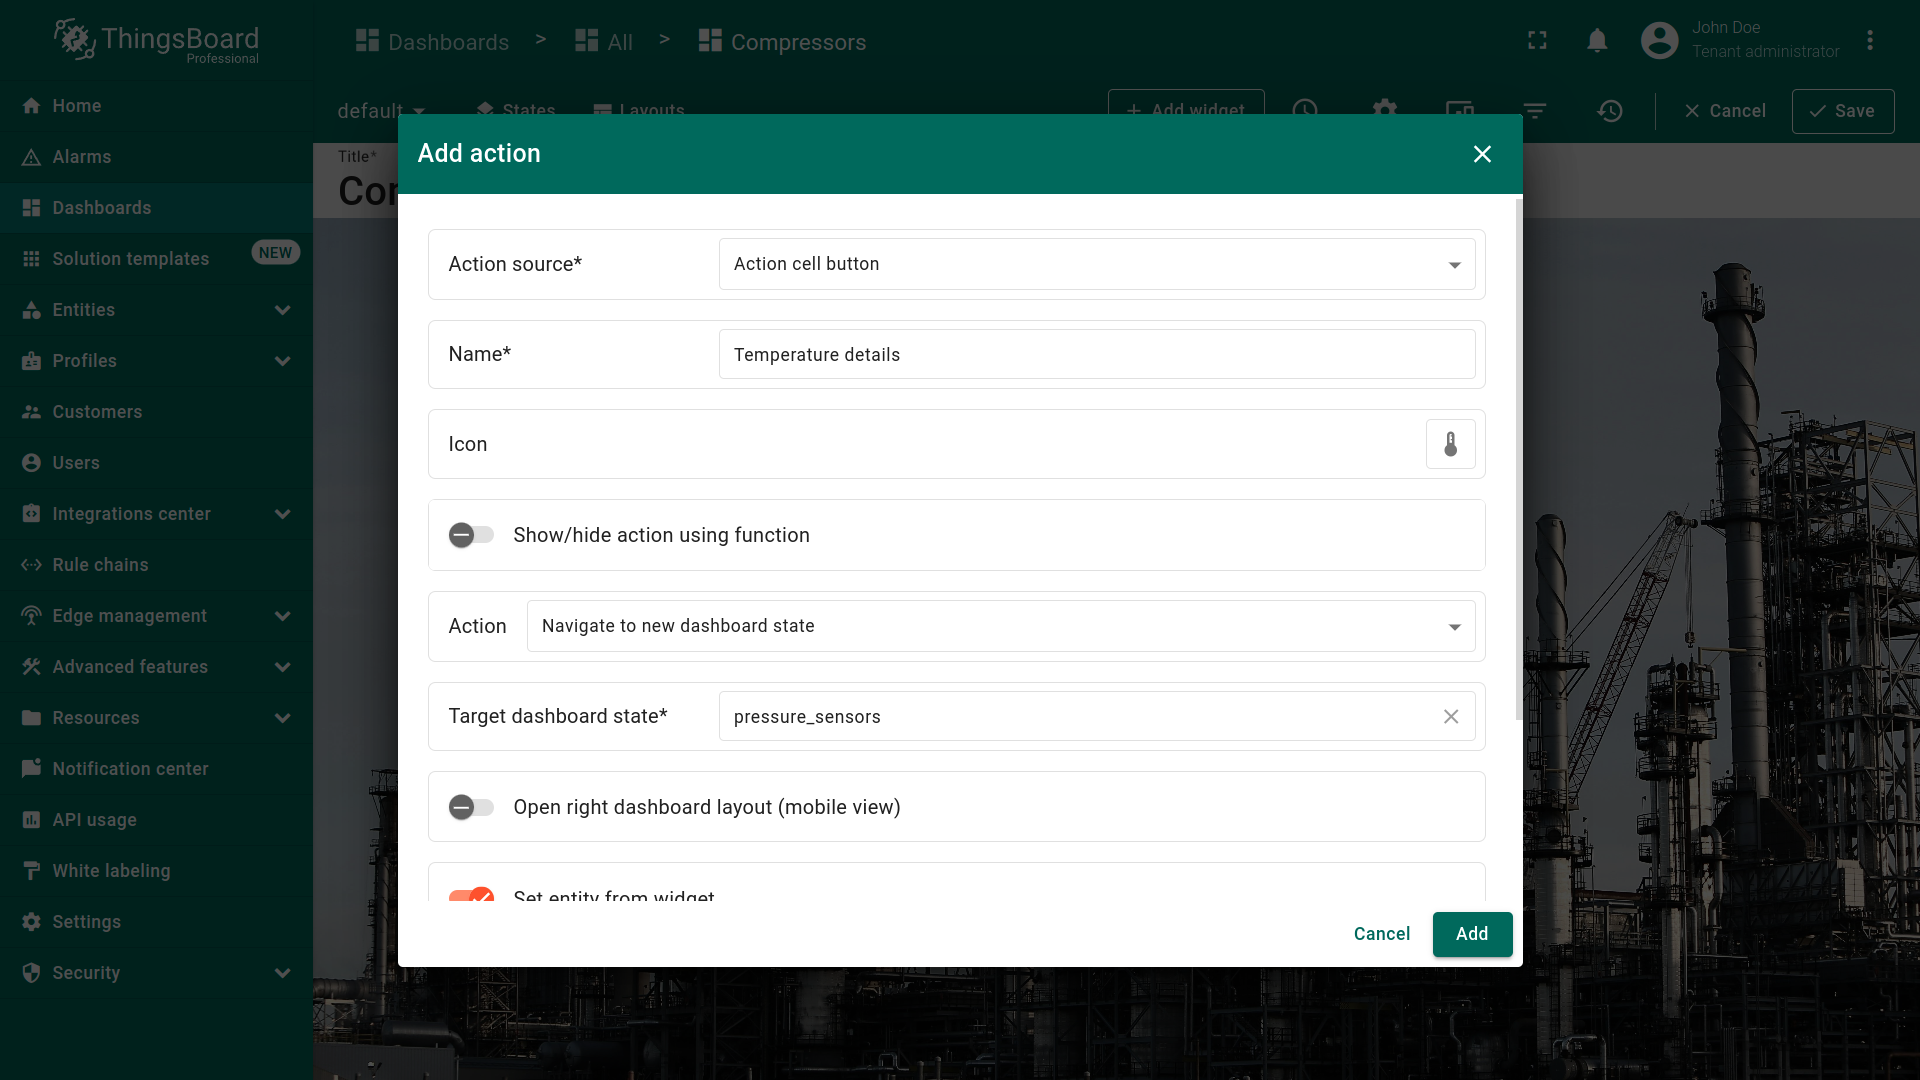 ThingsBoard
Professional
Dashboards > All > Compressors
John Doe
Tenant administrator
Home
Alarms
Dashboards
Solution templates NEW
Entities
Profiles
Customers
Users
Integrations center
Rule chains
Edge management
Advanced features
Resources
Notification center
API usage
White labeling
Settings
Security
default States Layouts + Add widget Cancel Save
Title*
Add action
Action source* Action cell button
Name* Temperature details
Icon
Show/hide action using function
Action Navigate to new dashboard state
Target dashboard state* pressure_sensors
Open right dashboard layout (mobile view)
Set entity from widget
Cancel Add